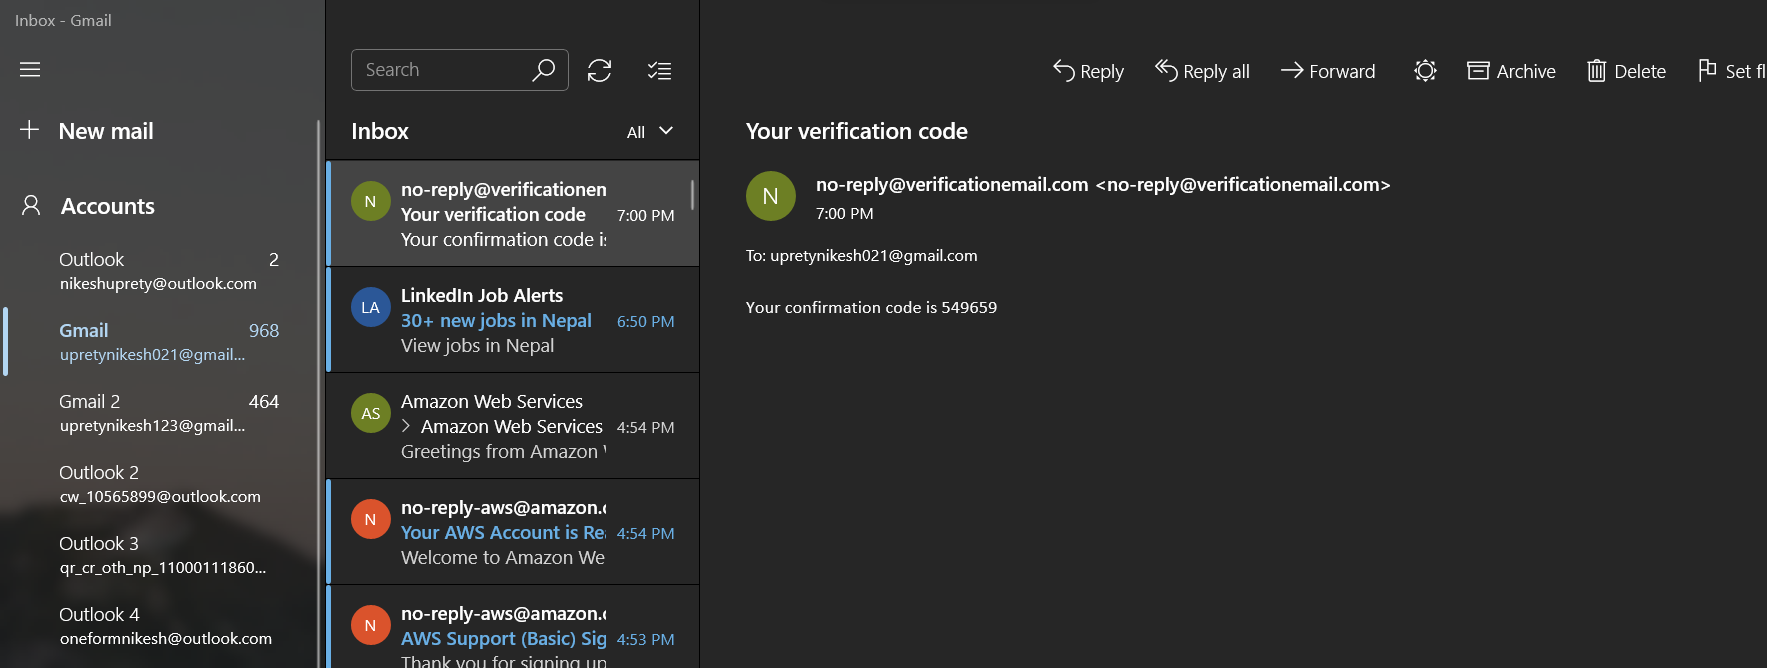 Inbox - Gmail
New mail
Accounts
Outlook 2
nikeshuprety@outlook.com
Gmail 968
upretynikesh021@gmail...
Gmail 2 464
upretynikesh123@gmail...
Outlook 2
cw_10565899@outlook.com
Outlook 3
qr_cr_oth_np_11000111860...
Outlook 4
oneformnikesh@outlook.com
Search
Inbox All
N
no-reply@verificationen
Your verification code 7:00 PM
Your confirmation code is
LA
LinkedIn Job Alerts
30+ new jobs in Nepal 6:50 PM
View jobs in Nepal
AS
Amazon Web Services
> Amazon Web Services 4:54 PM
Greetings from Amazon
N
no-reply-aws@amazon.c
Your AWS Account is Rea 4:54 PM
Welcome to Amazon We
N
no-reply-aws@amazon.c
AWS Support (Basic) Sig 4:53 PM
Thank you for signing up
Reply Reply all Forward Archive Delete Set fl
Your verification code
N
no-reply@verificationemail.com <no-reply@verificationemail.com>
7:00 PM
To: upretynikesh021@gmail.com
Your confirmation code is 549659